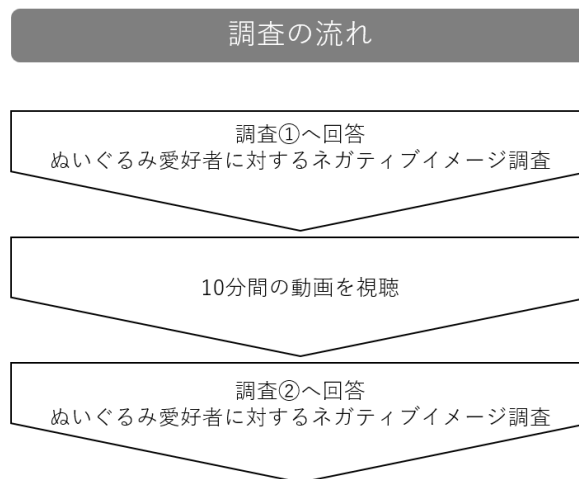 調査の流れ
調査①へ回答
ぬいぐるみ愛好者に対するネガティブイメージ調査
10分間の動画を視聴
調査②へ回答
ぬいぐるみ愛好者に対するネガティブイメージ調査